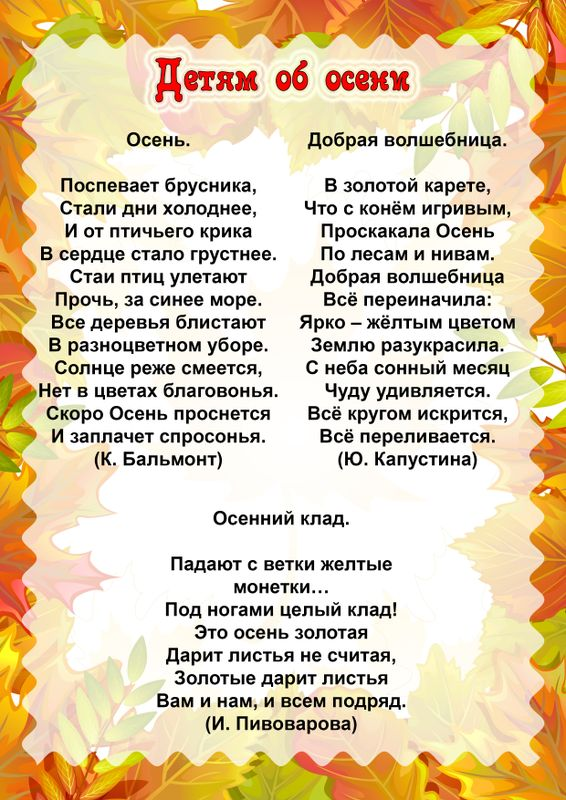 Детям об осени
Осень.
Поспевает брусника,
Стали дни холоднее,
И от птичьего крика
В сердце стало грустнее.
Стаи птиц улетают
Прочь, за синее море.
Все деревья блистают
В разноцветном уборе.
Солнце реже смеется,
Нет в цветах благовонья.
Скоро Осень проснется
И заплачет спросонья.
(К. Бальмонт)
Добрая волшебница.
В золотой карете,
Что с конём игривым,
Проскакала Осень
По лесам и нивам.
Добрая волшебница
Всё переиначила:
Ярко – жёлтым цветом
Землю разукрасила.
С неба сонный месяц
Чуду удивляется.
Всё кругом искрится,
Всё переливается.
(Ю. Капустина)
Осенний клад.
Падают с ветки желтые
монетки…
Под ногами целый клад!
Это осень золотая
Дарит листья не считая,
Золотые дарит листья
Вам и нам, и всем подряд.
(И. Пивоварова)